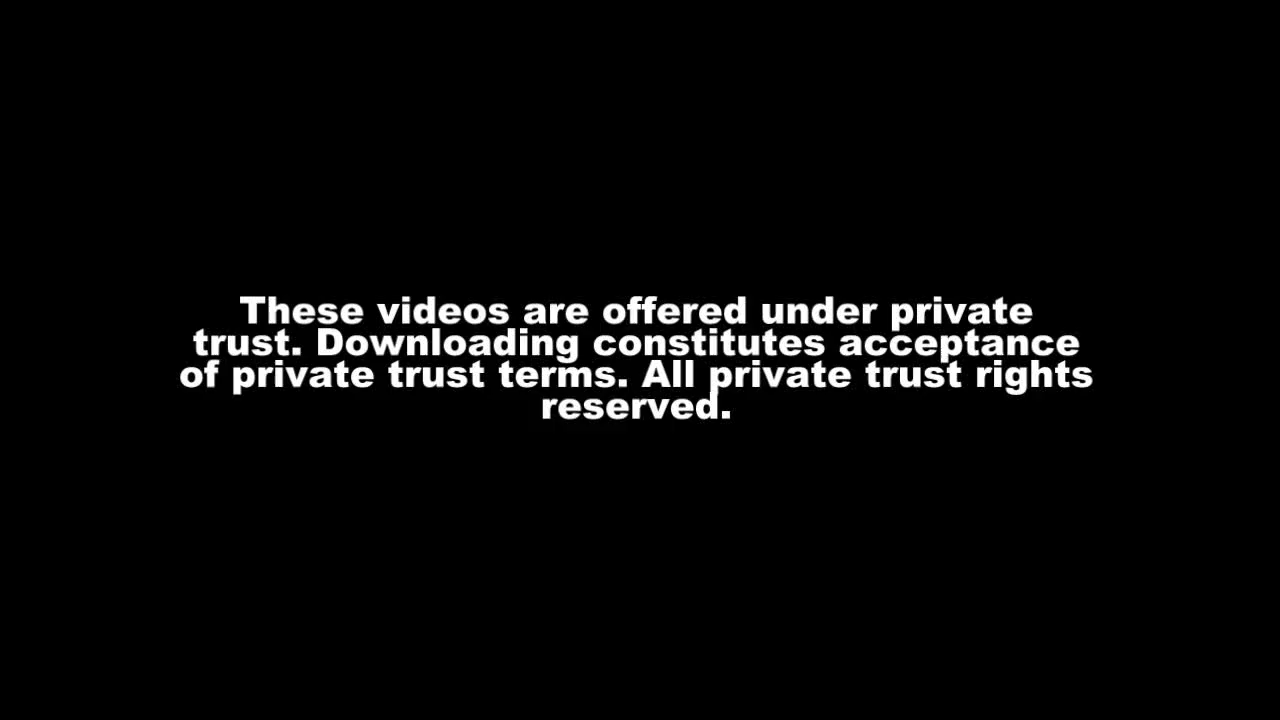 These videos are offered under private
trust. Downloading constitutes acceptance
of private trust terms. All private trust rights
reserved.